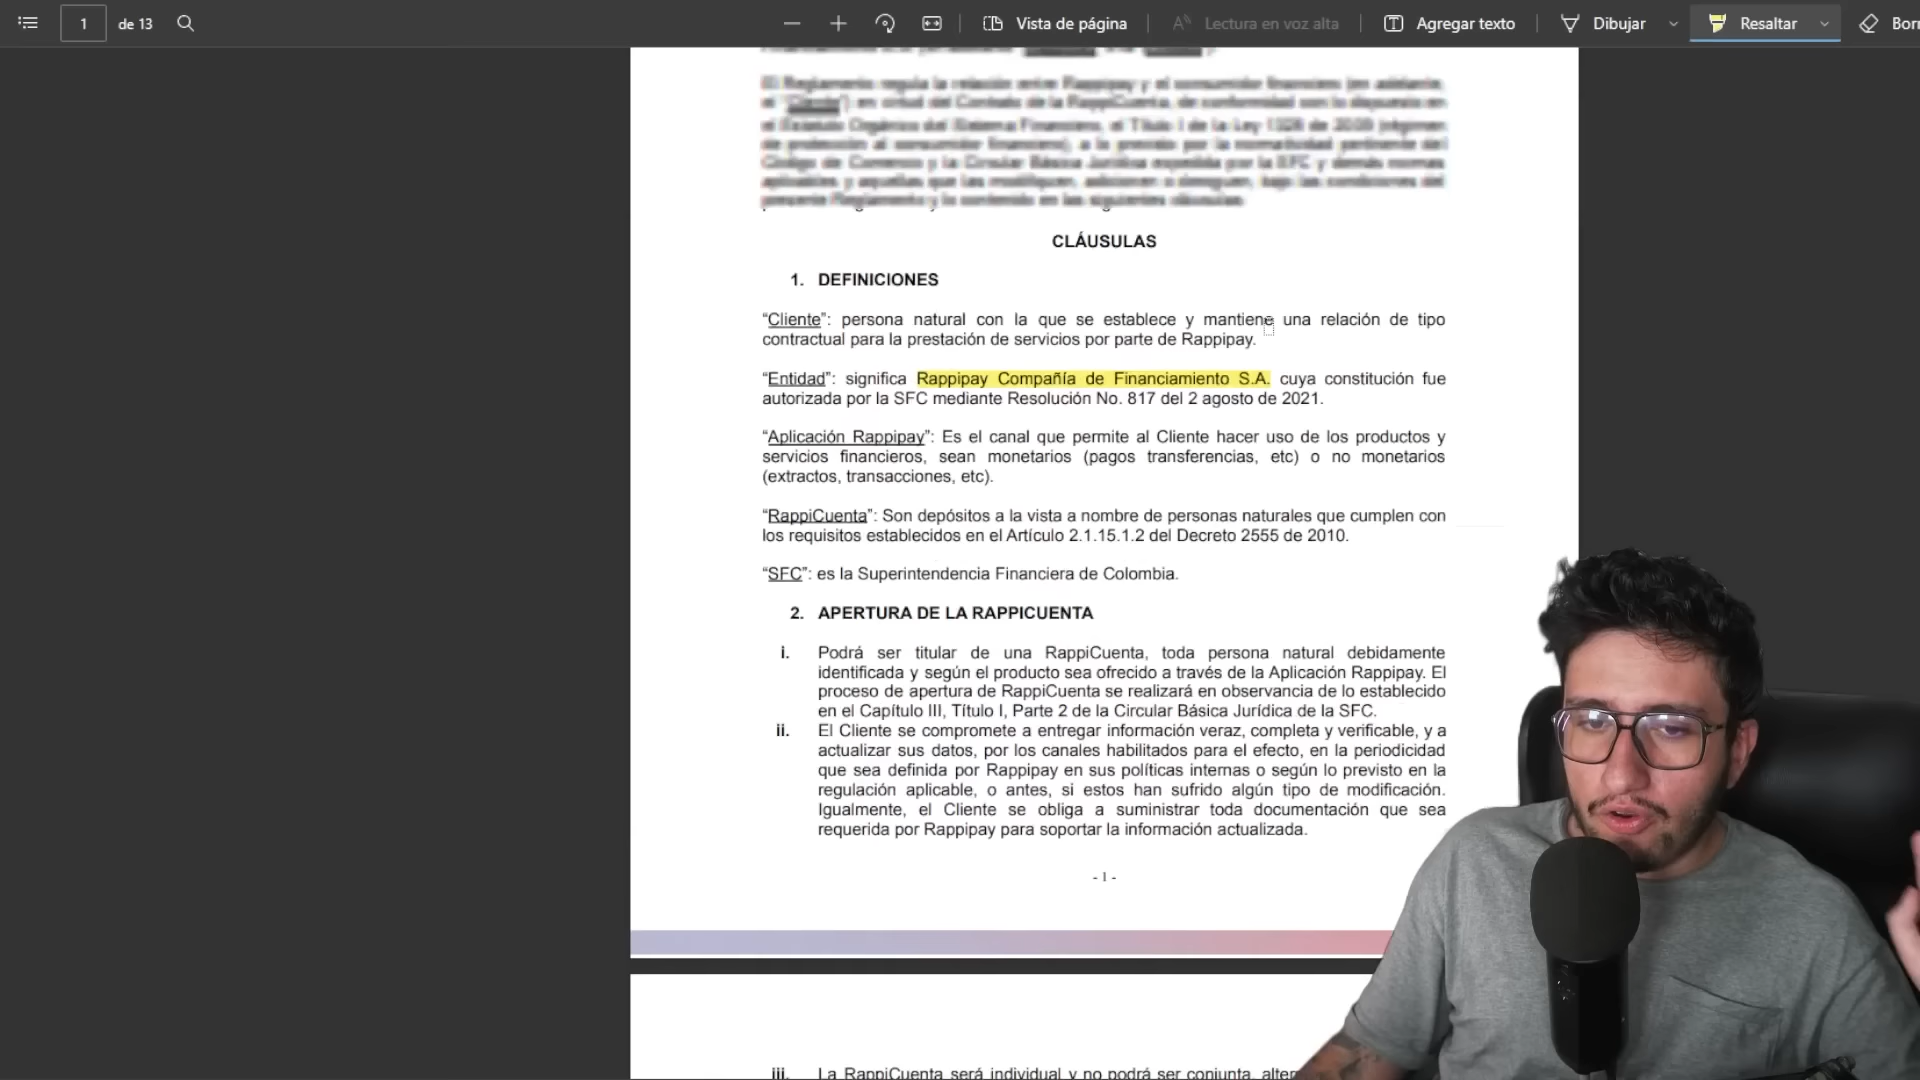 1 de 13 Vista de página Lectura en voz alta Agregar texto Dibujar Resaltar
CLÁUSULAS
1. DEFINICIONES
“Cliente”: persona natural con la que se establece y mantiene una relación de tipo
contractual para la prestación de servicios por parte de Rappipay.
“Entidad”: significa Rappipay Compañía de Financiamiento S.A. cuya constitución fue
autorizada por la SFC mediante Resolución No. 817 del 2 agosto de 2021.
“Aplicación Rappipay”: Es el canal que permite al Cliente hacer uso de los productos y
servicios financieros, sean monetarios (pagos transferencias, etc) o no monetarios
(extractos, transacciones, etc).
“RappiCuenta”: Son depósitos a la vista a nombre de personas naturales que cumplen con
los requisitos establecidos en el Artículo 2.1.15.1.2 del Decreto 2555 de 2010.
“SFC”: es la Superintendencia Financiera de Colombia.
2. APERTURA DE LA RAPPICUENTA
i. Podrá ser titular de una RappiCuenta, toda persona natural debidamente
identificada y según el producto sea ofrecido a través de la Aplicación Rappipay. El
proceso de apertura de RappiCuenta se realizará en observancia de lo establecido
en el Capítulo III, Título I, Parte 2 de la Circular Básica Jurídica de la SFC.
ii. El Cliente se compromete a entregar información veraz, completa y verificable, y a
actualizar sus datos, por los canales habilitados para el efecto, en la periodicidad
que sea definida por Rappipay en sus políticas internas o según lo previsto en la
regulación aplicable, o antes, si estos han sufrido algún tipo de modificación.
Igualmente, el Cliente se obliga a suministrar toda documentación que sea
requerida por Rappipay para soportar la información actualizada.
- 1 -
iii. La RappiCuenta será individual y no podrá ser conjunta,